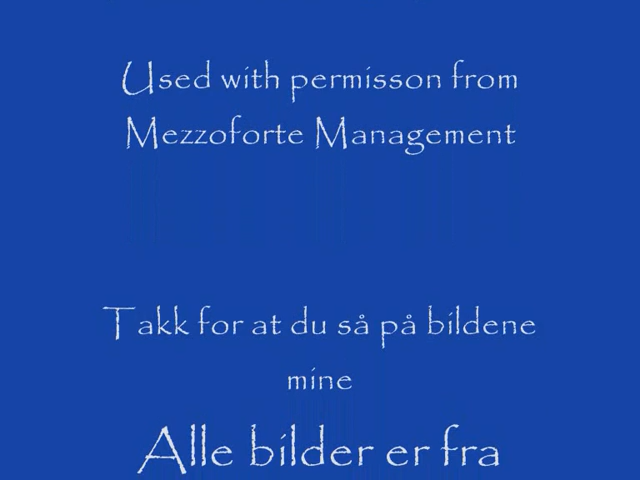 Used with permisson from
Mezzoforte Management
Takk for at du så på bildene
mine
Alle bilder er fra